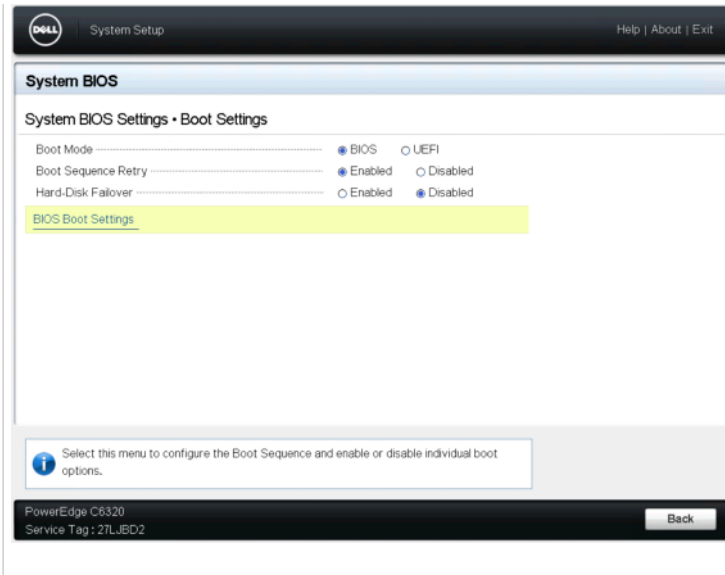 DELL
System Setup
Help | About | Exit
System BIOS
System BIOS Settings • Boot Settings
Boot Mode BIOS UEFI
Boot Sequence Retry Enabled Disabled
Hard-Disk Failover Enabled Disabled
BIOS Boot Settings
Select this menu to configure the Boot Sequence and enable or disable individual boot
options.
PowerEdge C6320
Service Tag : 27LJBD2
Back